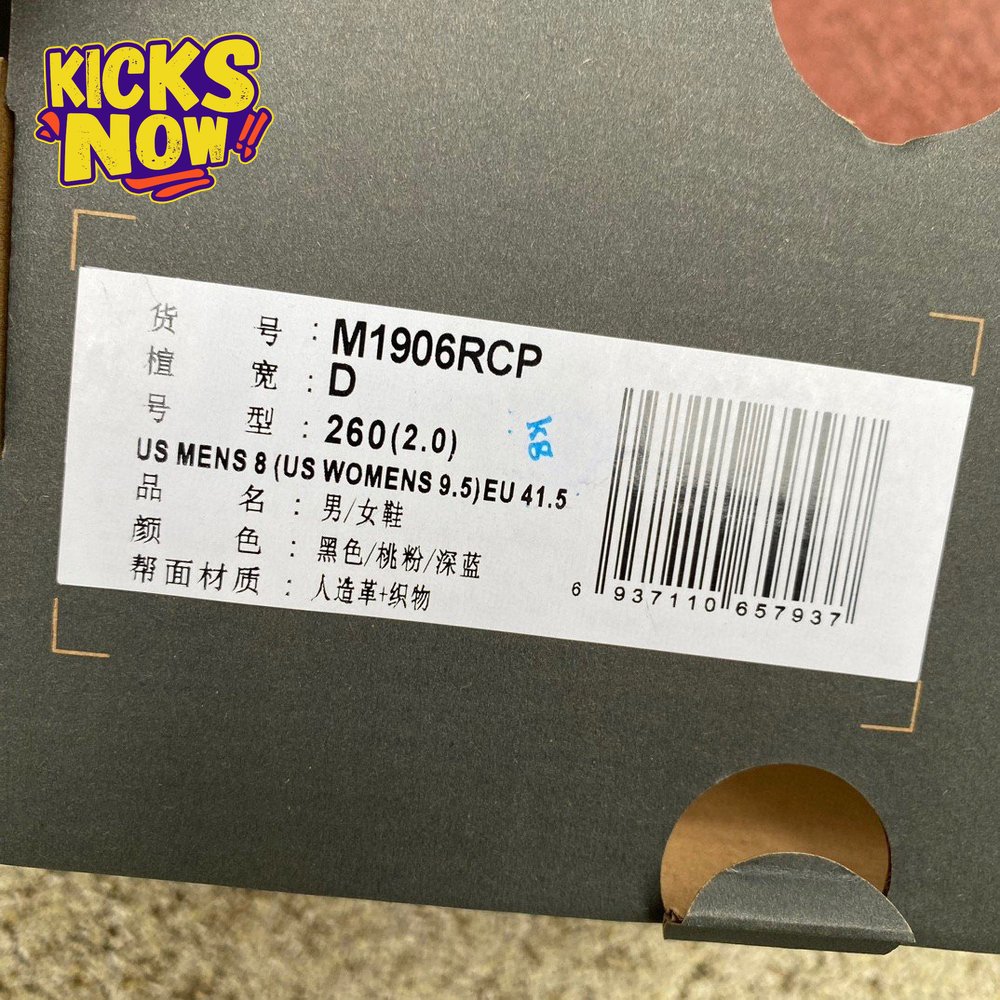 KICKS
NOW!!
货 号 : M1906RCP
楦 宽 : D
号 型 : 260(2.0)
K8
US MENS 8 (US WOMENS 9.5) EU 41.5
品 名 : 男/女鞋
颜 色 : 黑色/桃粉/深蓝
帮面材质 : 人造革+织物
6 937110 657937